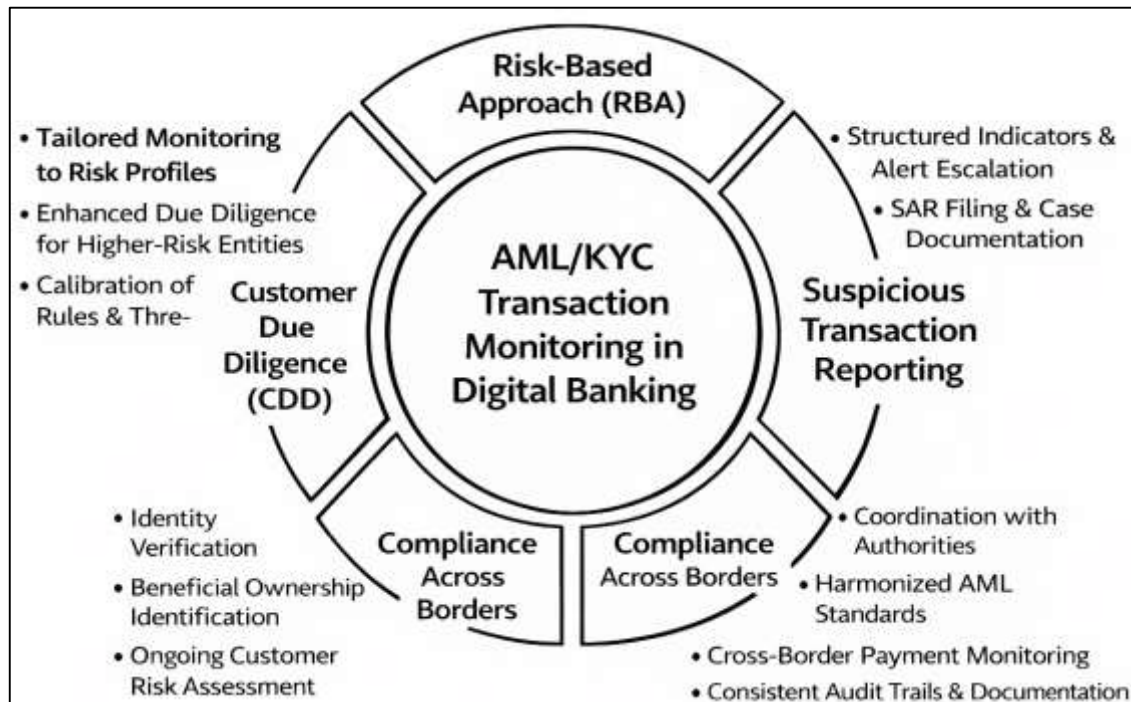 Risk-Based
Approach (RBA)
• Tailored Monitoring
to Risk Profiles
• Enhanced Due Diligence
for Higher-Risk Entities
• Calibration of
Rules & Thre-
Customer
Due
Diligence
(CDD)
AML/KYC
Transaction
Monitoring in
Digital Banking
• Structured Indicators &
Alert Escalation
• SAR Filing & Case
Documentation
Suspicious
Transaction
Reporting
• Identity
Verification
• Beneficial Ownership
Identification
• Ongoing Customer
Risk Assessment
Compliance
Across
Borders
Compliance
Across Borders
• Coordination with
Authorities
• Harmonized AML
Standards
• Cross-Border Payment Monitoring
• Consistent Audit Trails & Documentation